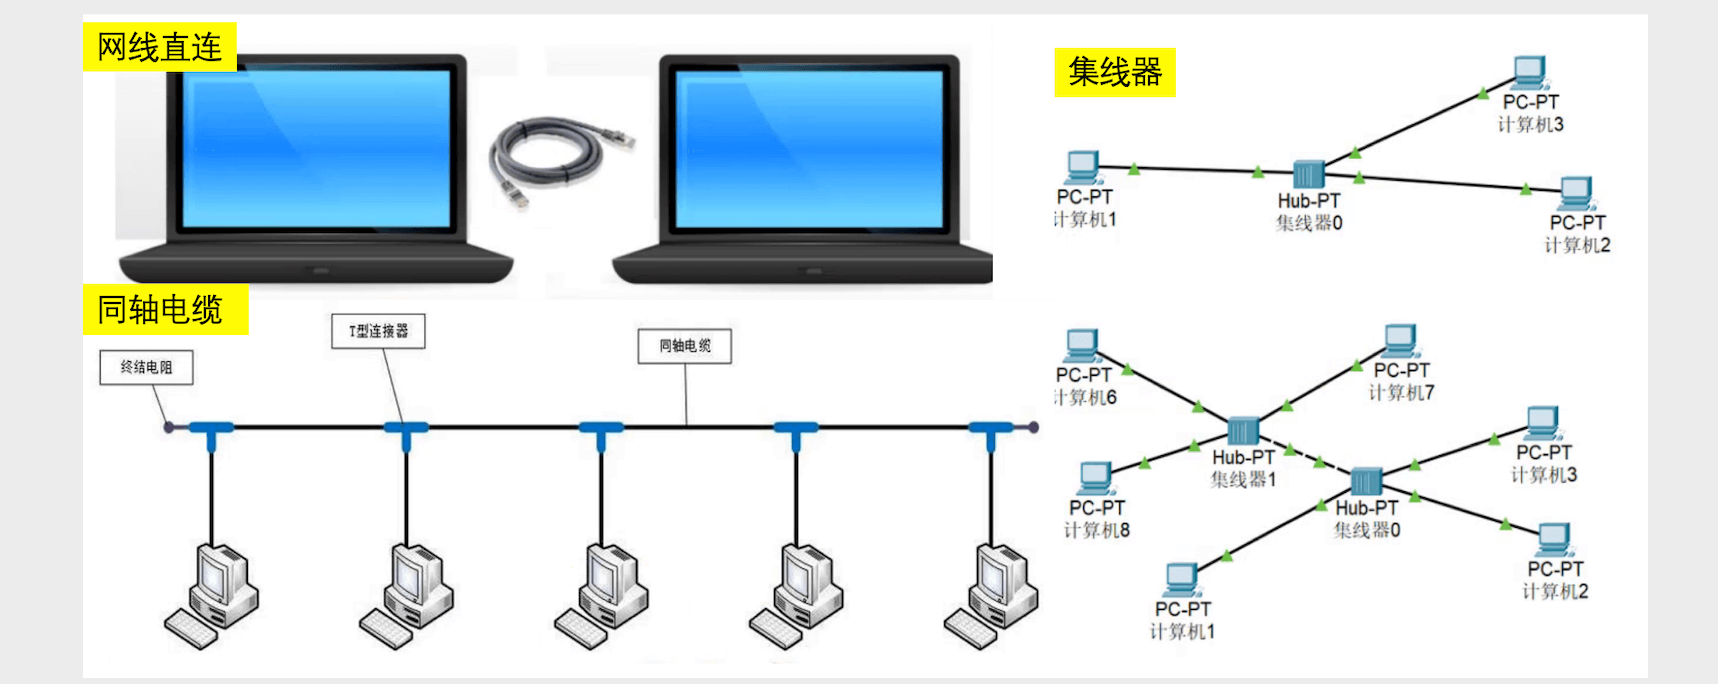 网线直连
集线器
PC-PT
计算机3
PC-PT
计算机1
Hub-PT
集线器0
PC-PT
计算机2
同轴电缆
终结电阻
T型连接器
同轴电缆
PC-PT
计算机6
PC-PT
计算机7
Hub-PT
集线器1
PC-PT
计算机3
PC-PT
计算机8
Hub-PT
集线器0
PC-PT
计算机2
PC-PT
计算机1